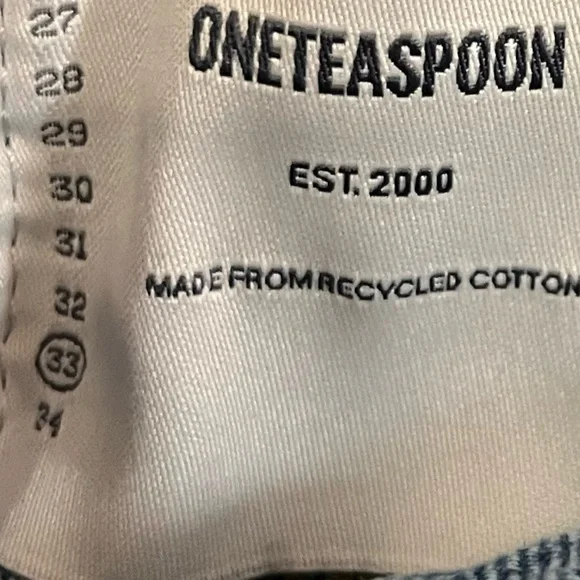 27
28
29
30
31
32
33
34
ONETEASPOON
EST. 2000
MADE FROM RECYCLED COTTON